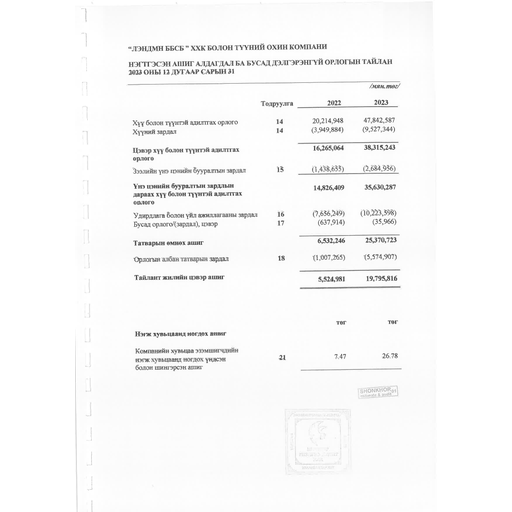 "ЛЭНДМН ББСБ" ХХК БОЛОН ТҮҮНИЙ ОХИН КОМПАНИ
НЭГТГЭСЭН АШИГ АЛДАГДАЛ БА БУСАД ДЭЛГЭРЭНГҮЙ ОРЛОГЫН ТАЙЛАН
2023 ОНЫ 12 ДУГААР САРЫН 31
/мян.төг/
Тодруулга 2022 2023
Хүү болон түүнтэй адилтгах орлого 14 20,214,948 47,842,587
Хүүний зардал 14 (3,949,884) (9,527,344)
Цэвэр хүү болон түүнтэй адилтгах 16,265,064 38,315,243
орлого
Зээлийн үнэ цэнийн бууралтын зардал 15 (1,438,655) (2,684,956)
Үнэ цэнийн бууралтын зардлын 14,826,409 35,630,287
дараах хүү болон түүнтэй адилтгах
орлого
Удирдлага болон үйл ажиллагааны зардал 16 (7,656,249) (10,223,598)
Бусад орлого/(зардал), цэвэр 17 (637,914) (35,966)
Татварын өмнөх ашиг 6,532,246 25,370,723
Орлогын албан татварын зардал 18 (1,007,265) (5,574,907)
Тайлант жилийн цэвэр ашиг 5,524,981 19,795,816
төг төг
Нэгж хувьцаанд ногдох ашиг
Компанийн хувьцаа эзэмшигчдийн
нэгж хувьцаанд ногдох үндсэн 21 7.47 26.78
болон шингэрсэн ашиг